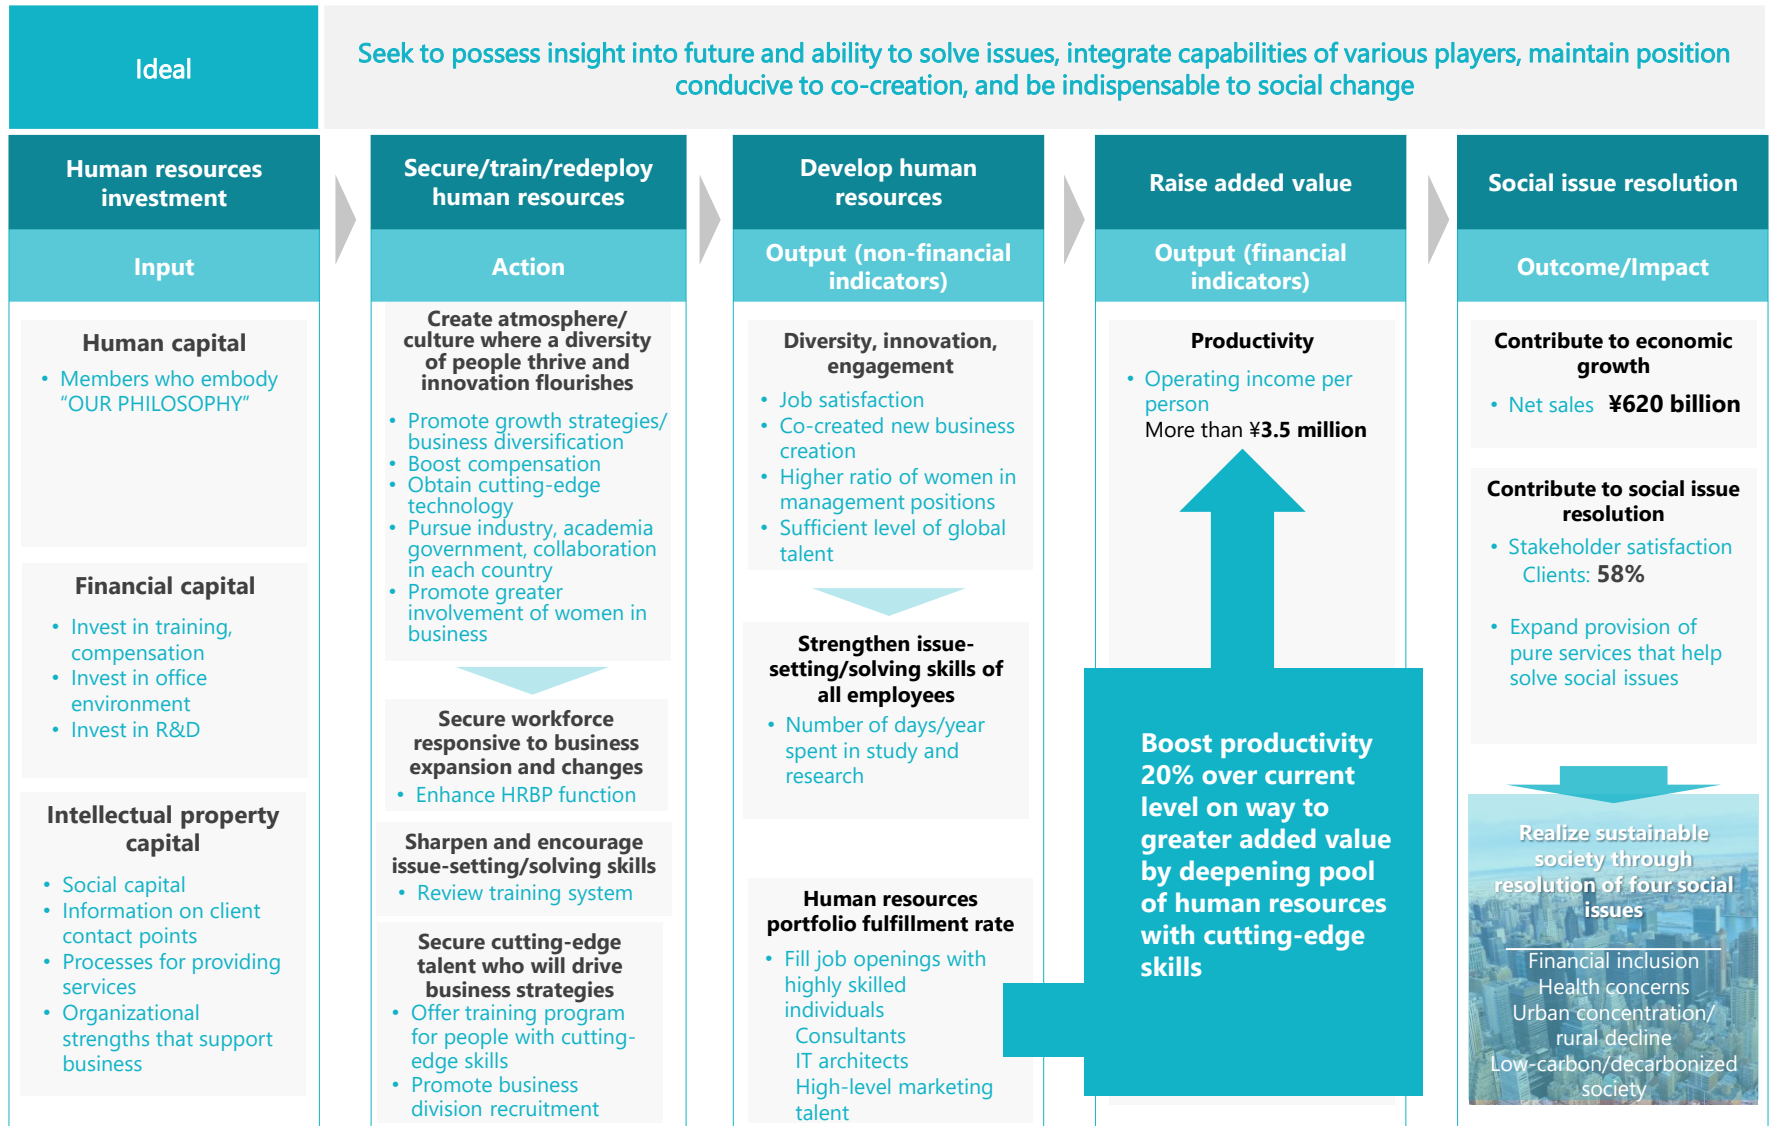 Ideal
Seek to possess insight into future and ability to solve issues, integrate capabilities of various players, maintain position
conducive to co-creation, and be indispensable to social change
Human resources
investment
Input
Human capital
• Members who embody
“OUR PHILOSOPHY”
Financial capital
• Invest in training,
compensation
• Invest in office
environment
• Invest in R&D
Intellectual property
capital
• Social capital
• Information on client
contact points
• Processes for providing
services
• Organizational
strengths that support
business
Secure/train/redeploy
human resources
Action
Create atmosphere/
culture where a diversity
of people thrive and
innovation flourishes
• Promote growth strategies/
business diversification
• Boost compensation
• Obtain cutting-edge
technology
• Pursue industry, academia
government, collaboration
in each country
• Promote greater
involvement of women in
business
Secure workforce
responsive to business
expansion and changes
• Enhance HRBP function
Sharpen and encourage
issue-setting/solving skills
• Review training system
Secure cutting-edge
talent who will drive
business strategies
• Offer training program
for people with cutting-
edge skills
• Promote business
division recruitment
Develop human
resources
Output (non-financial
indicators)
Diversity, innovation,
engagement
• Job satisfaction
• Co-created new business
creation
• Higher ratio of women in
management positions
• Sufficient level of global
talent
Strengthen issue-
setting/solving skills of
all employees
• Number of days/year
spent in study and
research
Human resources
portfolio fulfillment rate
• Fill job openings with
highly skilled
individuals
Consultants
IT architects
High-level marketing
talent
Raise added value
Output (financial
indicators)
Productivity
• Operating income per
person
More than ¥3.5 million
Boost productivity
20% over current
level on way to
greater added value
by deepening pool
of human resources
with cutting-edge
skills
Social issue resolution
Outcome/Impact
Contribute to economic
growth
• Net sales ¥620 billion
Contribute to social issue
resolution
• Stakeholder satisfaction
Clients: 58%
• Expand provision of
pure services that help
solve social issues
Realize sustainable
society through
resolution of four social
issues
Financial inclusion
Health concerns
Urban concentration/
rural decline
Low-carbon/decarbonized
society